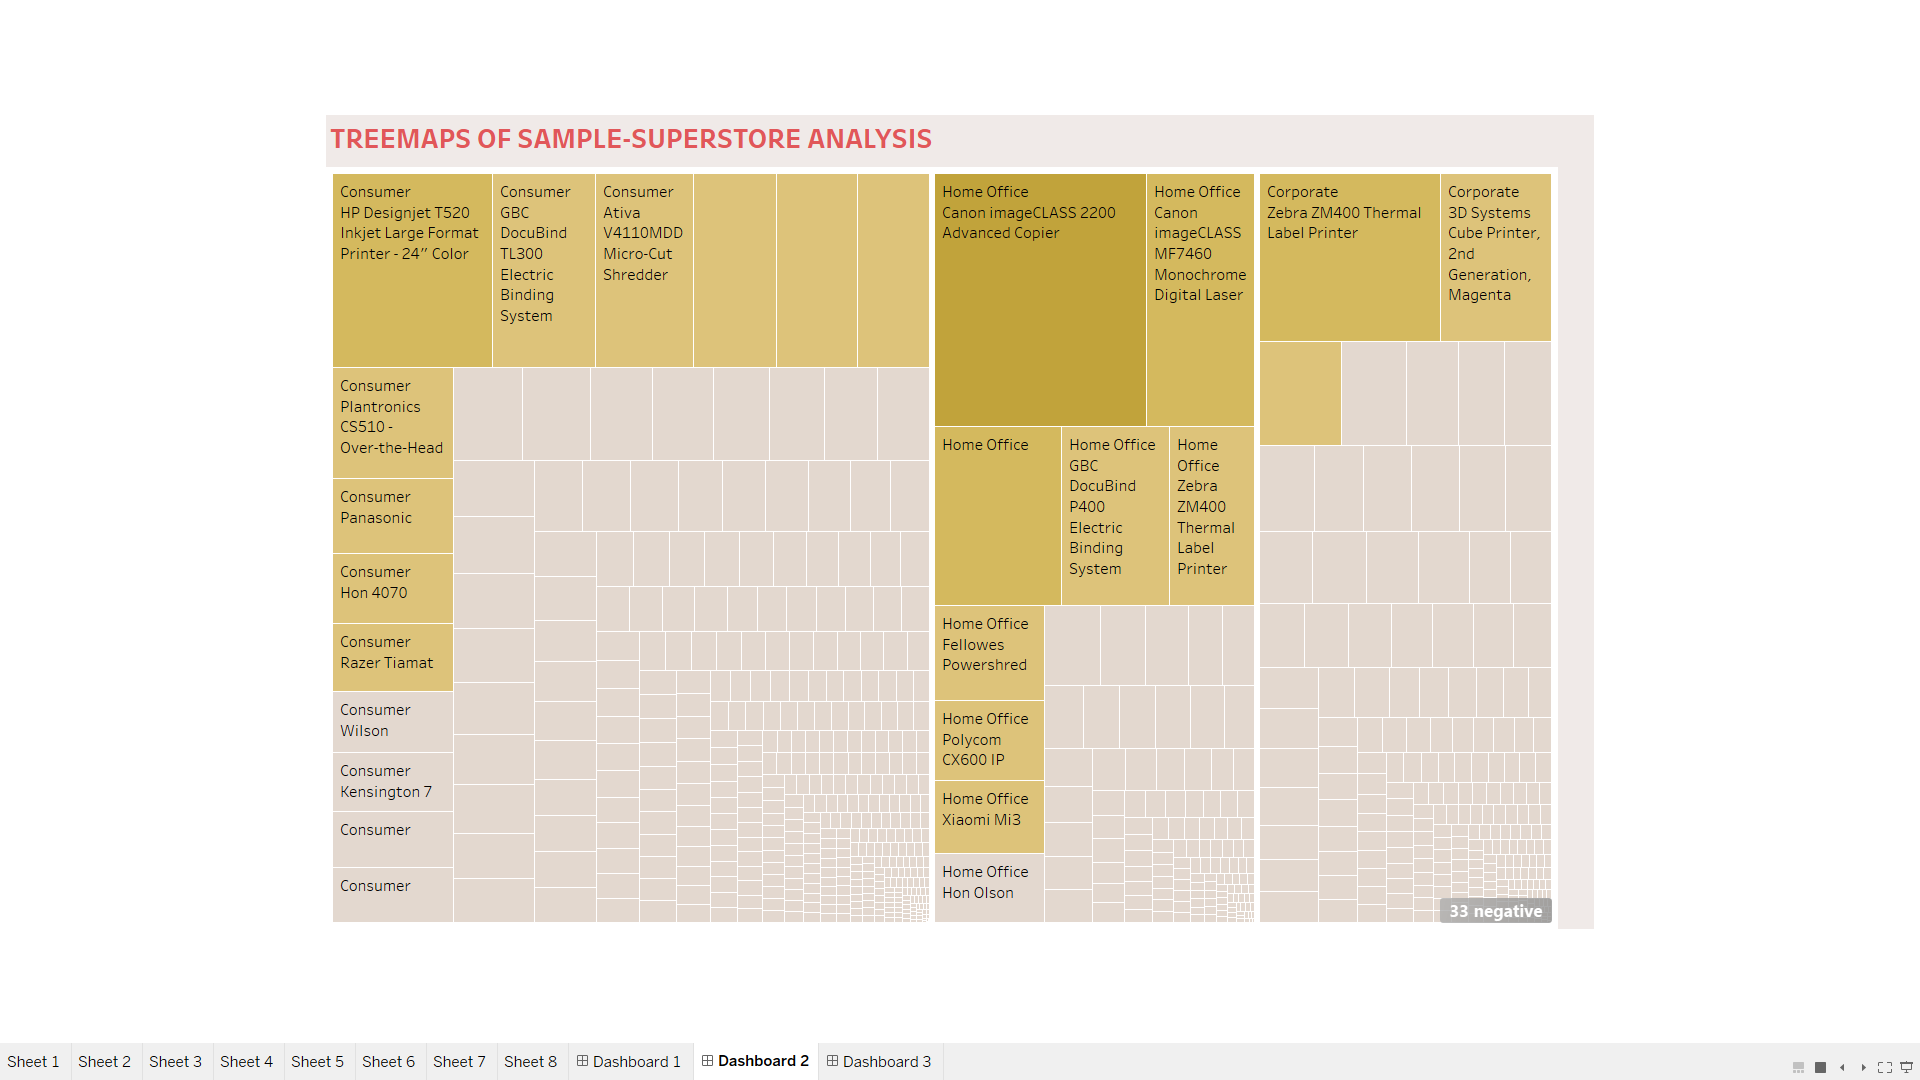 TREEMAPS OF SAMPLE-SUPERSTORE ANALYSIS
Consumer
HP Designjet T520
Inkjet Large Format
Printer - 24" Color
Consumer
GBC
DocuBind
TL300
Electric
Binding
System
Consumer
Ativa
V4110MDD
Micro-Cut
Shredder
Consumer
Plantronics
CS510 -
Over-the-Head
Consumer
Panasonic
Consumer
Hon 4070
Consumer
Razer Tiamat
Consumer
Wilson
Consumer
Kensington 7
Consumer
Consumer
Home Office
Canon imageCLASS 2200
Advanced Copier
Home Office
Canon
imageCLASS
MF7460
Monochrome
Digital Laser
Home Office
Home Office
GBC
DocuBind
P400
Electric
Binding
System
Home
Office
Zebra
ZM400
Thermal
Label
Printer
Home Office
Fellowes
Powershred
Home Office
Polycom
CX600 IP
Home Office
Xiaomi Mi3
Home Office
Hon Olson
Corporate
Zebra ZM400 Thermal
Label Printer
Corporate
3D Systems
Cube Printer,
2nd
Generation,
Magenta
33 negative
Sheet 1
Sheet 2
Sheet 3
Sheet 4
Sheet 5
Sheet 6
Sheet 7
Sheet 8
Dashboard 1
Dashboard 2
Dashboard 3